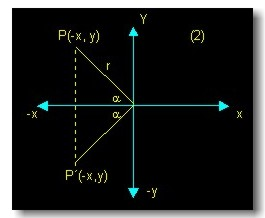 Y
P(-x, y)
(2)
r
α
-x
x
α
P´(-x,y)
-y